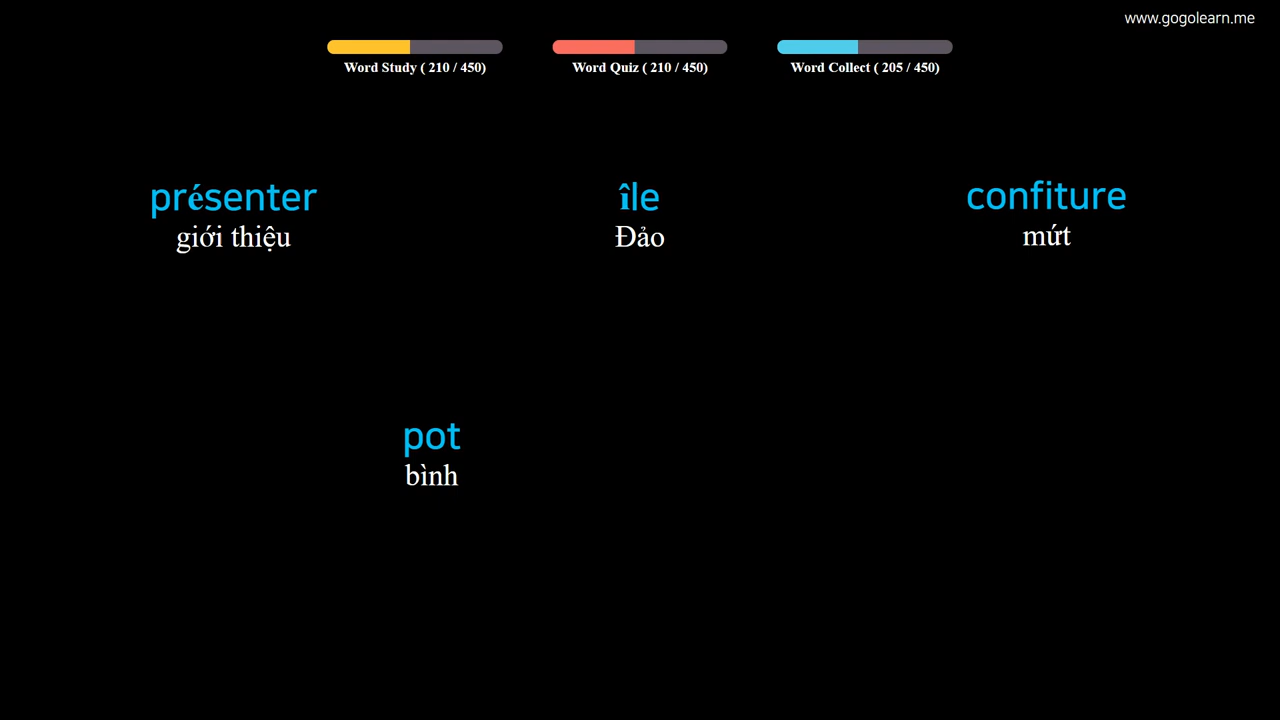 www.gogolearn.me
Word Study ( 210 / 450)
Word Quiz ( 210 / 450)
Word Collect ( 205 / 450)
présenter
giới thiệu
île
Đảo
confiture
mứt
pot
bình